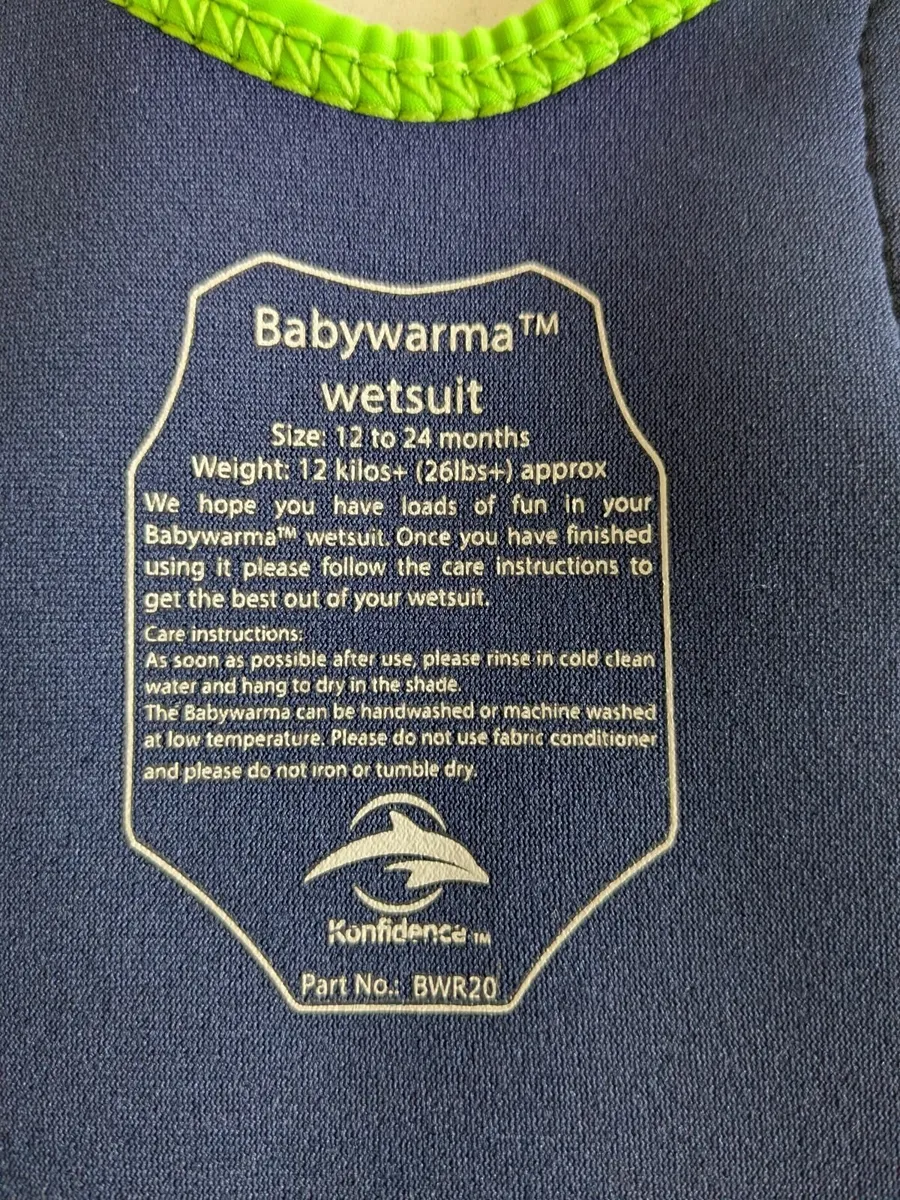 Babywarma™
wetsuit
Size: 12 to 24 months
Weight: 12 kilos+ (26lbs+) approx
We hope you have loads of fun in your
Babywarma™ wetsuit. Once you have finished
using it please follow the care instructions to
get the best out of your wetsuit.
Care instructions:
As soon as possible after use, please rinse in cold clean
water and hang to dry in the shade.
The Babywarma can be handwashed or machine washed
at low temperature. Please do not use fabric conditioner
and please do not iron or tumble dry.
Konfidence™
Part No.: BWR20